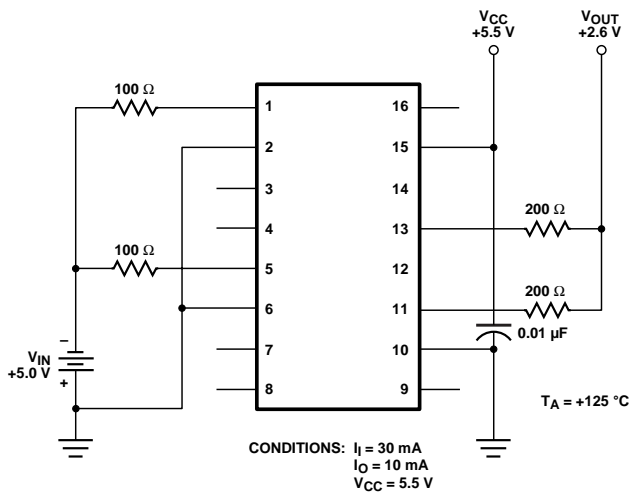 VCC
+5.5 V
VOUT
+2.6 V
100 Ω
1
16
2
15
3
14
4
200 Ω
13
100 Ω
5
12
200 Ω
6
11
0.01 µF
VIN
+5.0 V
–
+
7
10
8
9
TA = +125 °C
CONDITIONS: II = 30 mA
IO = 10 mA
VCC = 5.5 V